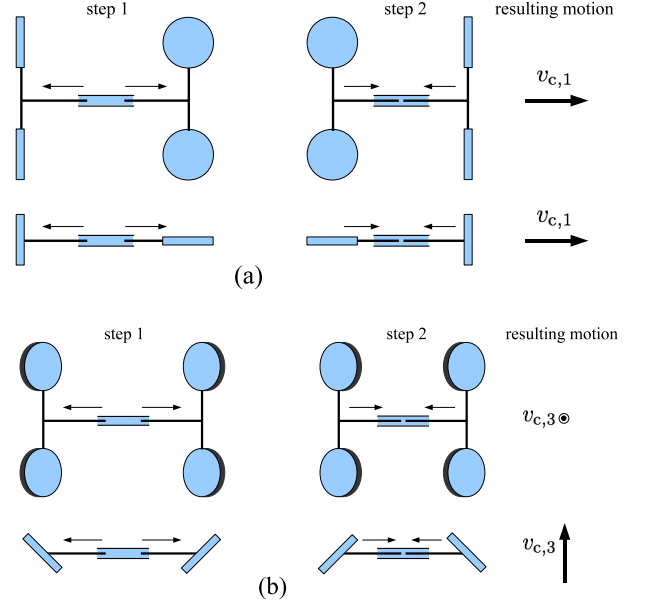 step 1 step 2 resulting motion
v_{c,1}
v_{c,1}
(a)
step 1 step 2 resulting motion
v_{c,3}
v_{c,3}
(b)